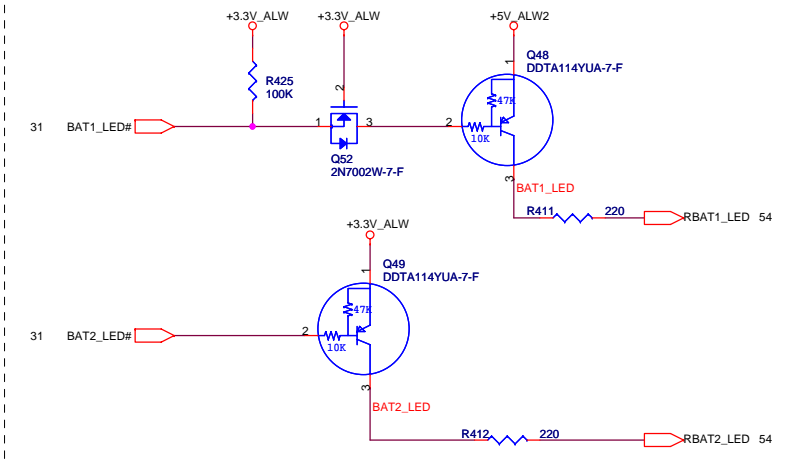 +3.3V_ALW
+3.3V_ALW
+5V_ALW2
R425
100K
2
1
Q48
DDTA114YUA-7-F
47K
31
BAT1_LED#
1
3
2
10K
Q52
2N7002W-7-F
3
BAT1_LED
R411
220
RBAT1_LED
54
+3.3V_ALW
1
Q49
DDTA114YUA-7-F
47K
31
BAT2_LED#
2
10K
3
BAT2_LED
R412
220
RBAT2_LED
54